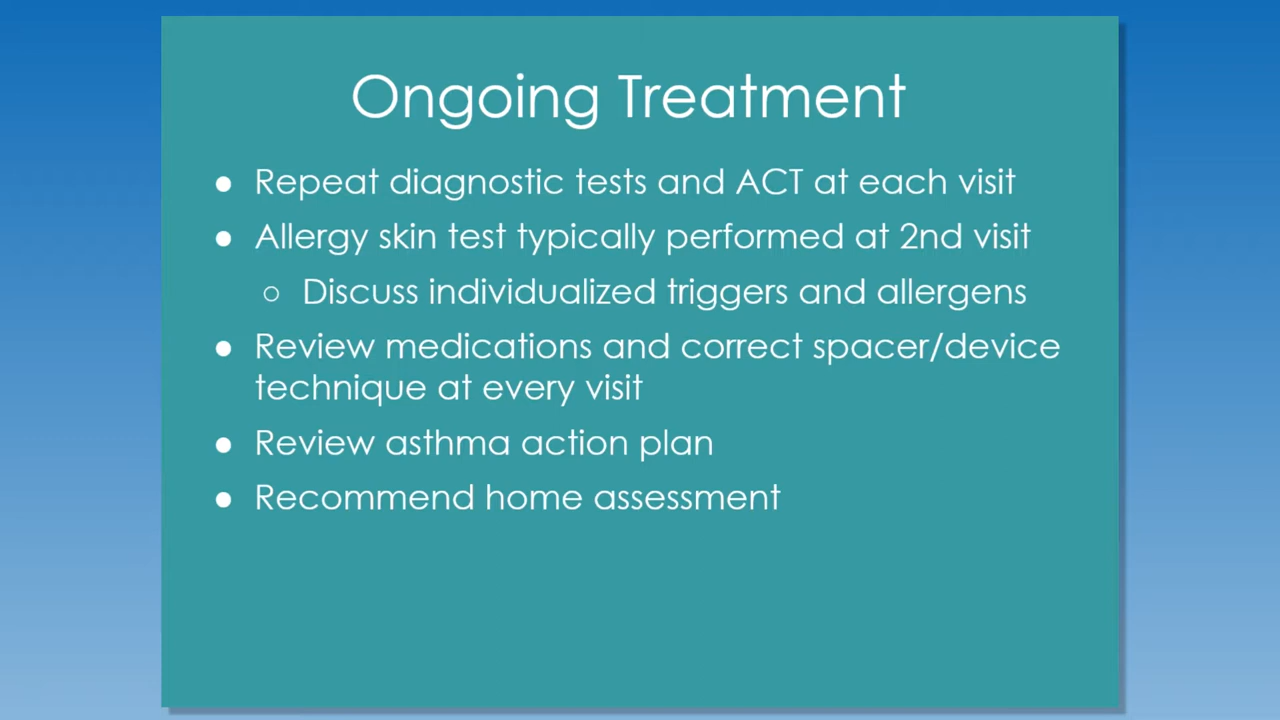 Ongoing Treatment
● Repeat diagnostic tests and ACT at each visit
● Allergy skin test typically performed at 2nd visit
○ Discuss individualized triggers and allergens
● Review medications and correct spacer/device
technique at every visit
● Review asthma action plan
● Recommend home assessment